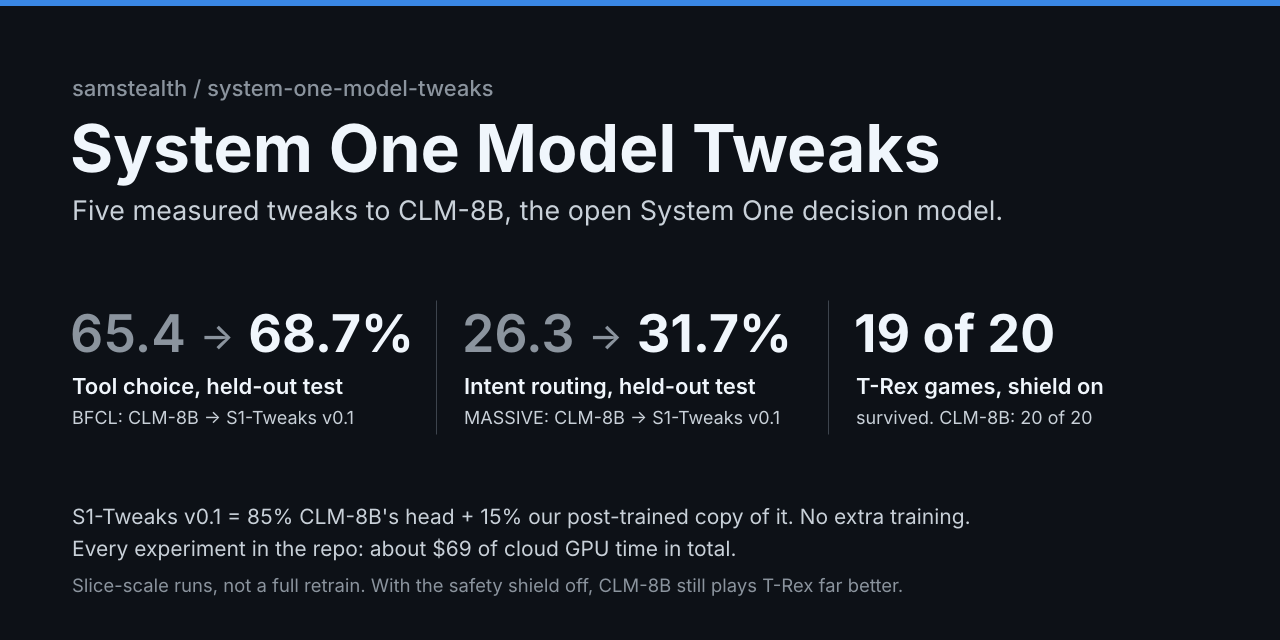 samstealth / system-one-model-tweaks
System One Model Tweaks
Five measured tweaks to CLM-8B, the open System One decision model.
65.4 → 68.7%
Tool choice, held-out test
BFCL: CLM-8B → S1-Tweaks v0.1
26.3 → 31.7%
Intent routing, held-out test
MASSIVE: CLM-8B → S1-Tweaks v0.1
19 of 20
T-Rex games, shield on
survived. CLM-8B: 20 of 20
S1-Tweaks v0.1 = 85% CLM-8B's head + 15% our post-trained copy of it. No extra training.
Every experiment in the repo: about $69 of cloud GPU time in total.
Slice-scale runs, not a full retrain. With the safety shield off, CLM-8B still plays T-Rex far better.